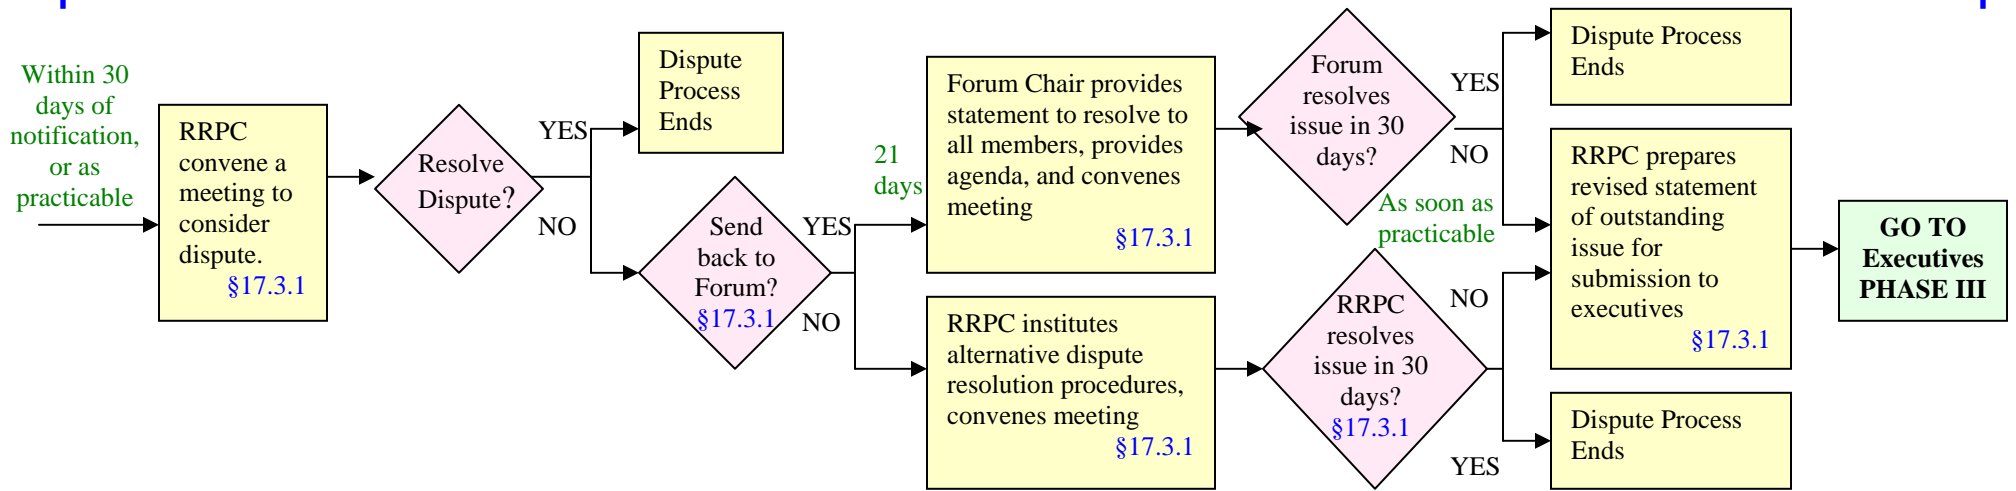 Within 30
days of
notification,
or as
practicable
RRPC
convene a
meeting to
consider
dispute.
§17.3.1
Resolve
Dispute?
YES
NO
Dispute
Process
Ends
Send
back to
Forum?
§17.3.1
YES
NO
21
days
Forum Chair provides
statement to resolve to
all members, provides
agenda, and convenes
meeting
§17.3.1
RRPC institutes
alternative dispute
resolution procedures,
convenes meeting
§17.3.1
Forum
resolves
issue in 30
days?
YES
NO
As soon as
practicable
RRPC
resolves
issue in 30
days?
§17.3.1
NO
YES
Dispute Process
Ends
RRPC prepares
revised statement
of outstanding
issue for
submission to
executives
§17.3.1
Dispute Process
Ends
GO TO
Executives
PHASE III